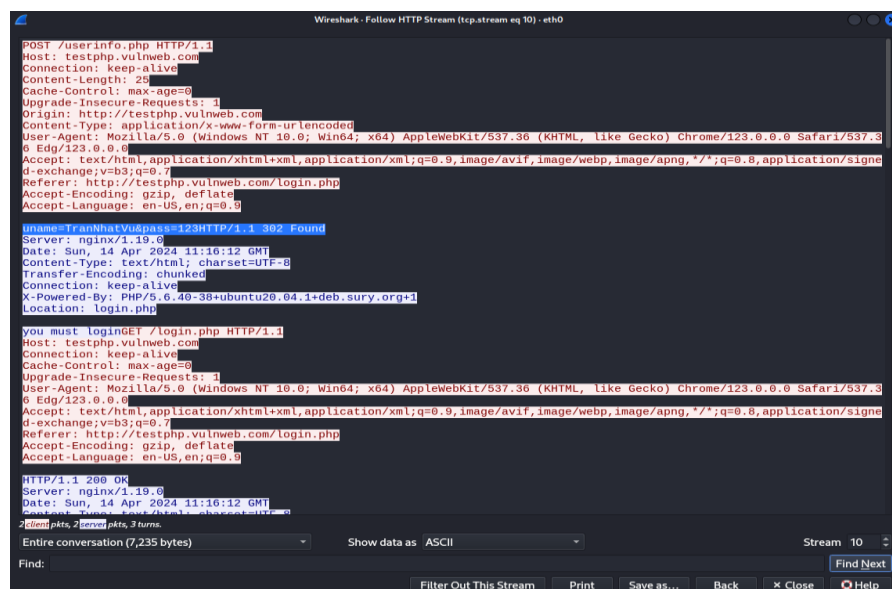 Wireshark · Follow HTTP Stream (tcp.stream eq 10) · eth0
POST /userinfo.php HTTP/1.1
Host: testphp.vulnweb.com
Connection: keep-alive
Content-Length: 25
Cache-Control: max-age=0
Upgrade-Insecure-Requests: 1
Origin: http://testphp.vulnweb.com
Content-Type: application/x-www-form-urlencoded
User-Agent: Mozilla/5.0 (Windows NT 10.0; Win64; x64) AppleWebKit/537.36 (KHTML, like Gecko) Chrome/123.0.0.0 Safari/537.3
6 Edg/123.0.0.0
Accept: text/html,application/xhtml+xml,application/xml;q=0.9,image/avif,image/webp,image/apng,*/*;q=0.8,application/signe
d-exchange;v=b3;q=0.7
Referer: http://testphp.vulnweb.com/login.php
Accept-Encoding: gzip, deflate
Accept-Language: en-US,en;q=0.9
uname=TranNhatVu&pass=123HTTP/1.1 302 Found
Server: nginx/1.19.0
Date: Sun, 14 Apr 2024 11:16:12 GMT
Content-Type: text/html; charset=UTF-8
Transfer-Encoding: chunked
Connection: keep-alive
X-Powered-By: PHP/5.6.40-38+ubuntu20.04.1+deb.sury.org+1
Location: login.php
you must loginGET /login.php HTTP/1.1
Host: testphp.vulnweb.com
Connection: keep-alive
Cache-Control: max-age=0
Upgrade-Insecure-Requests: 1
User-Agent: Mozilla/5.0 (Windows NT 10.0; Win64; x64) AppleWebKit/537.36 (KHTML, like Gecko) Chrome/123.0.0.0 Safari/537.3
6 Edg/123.0.0.0
Accept: text/html,application/xhtml+xml,application/xml;q=0.9,image/avif,image/webp,image/apng,*/*;q=0.8,application/signe
d-exchange;v=b3;q=0.7
Referer: http://testphp.vulnweb.com/login.php
Accept-Encoding: gzip, deflate
Accept-Language: en-US,en;q=0.9
HTTP/1.1 200 OK
Server: nginx/1.19.0
Date: Sun, 14 Apr 2024 11:16:12 GMT
Content-Type: text/html; charset=UTF-8
2 client pkts, 2 server pkts, 3 turns.
Entire conversation (7,235 bytes) Show data as ASCII Stream 10
Find: Find Next
Filter Out This Stream Print Save as... Back × Close Help